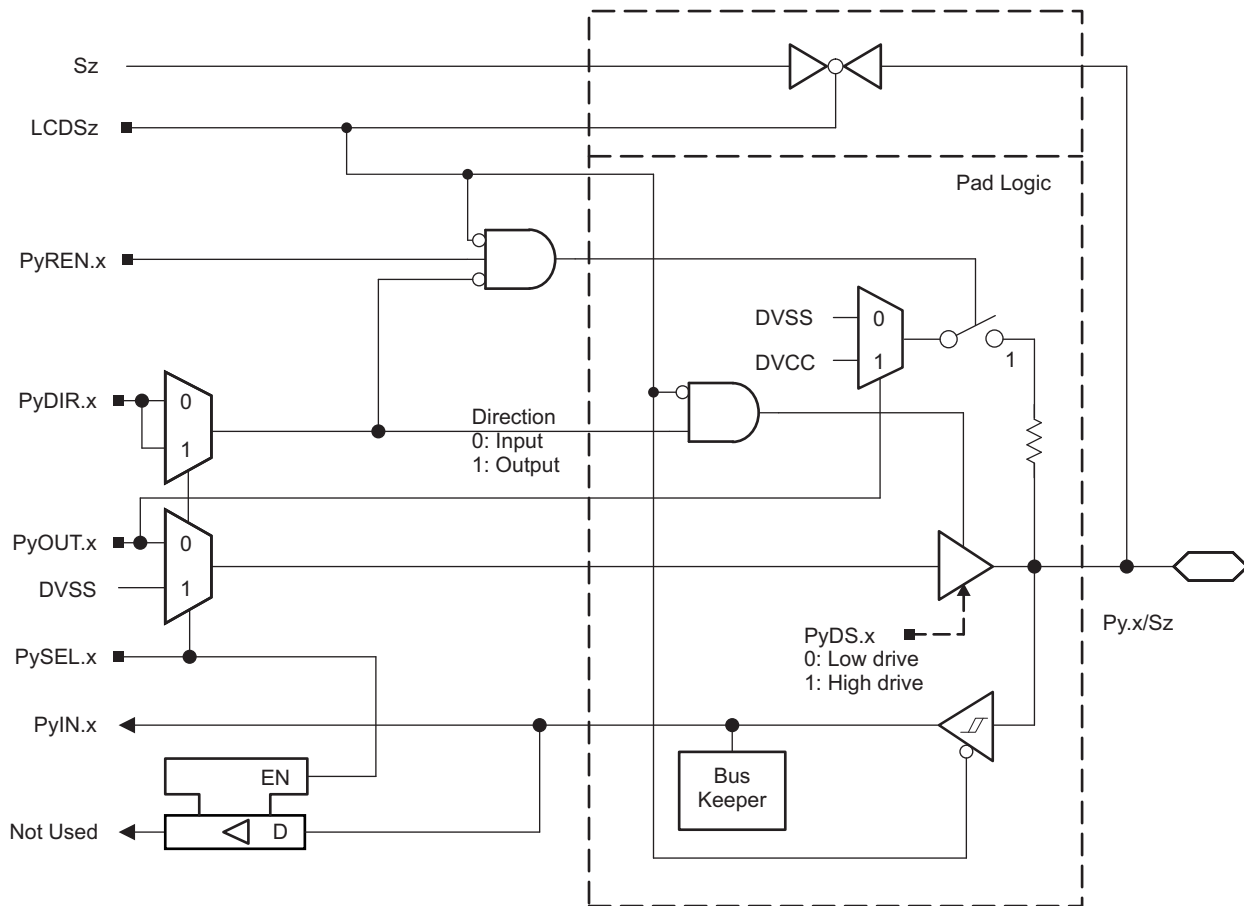 Sz
LCDSz
Pad Logic
PyREN.x
DVSS
0
DVCC
1
1
PyDIR.x
0
1
Direction
0: Input
1: Output
PyOUT.x
0
DVSS
1
PySEL.x
PyDS.x
0: Low drive
1: High drive
Py.x/Sz
PyIN.x
EN
Bus
Keeper
Not Used
D